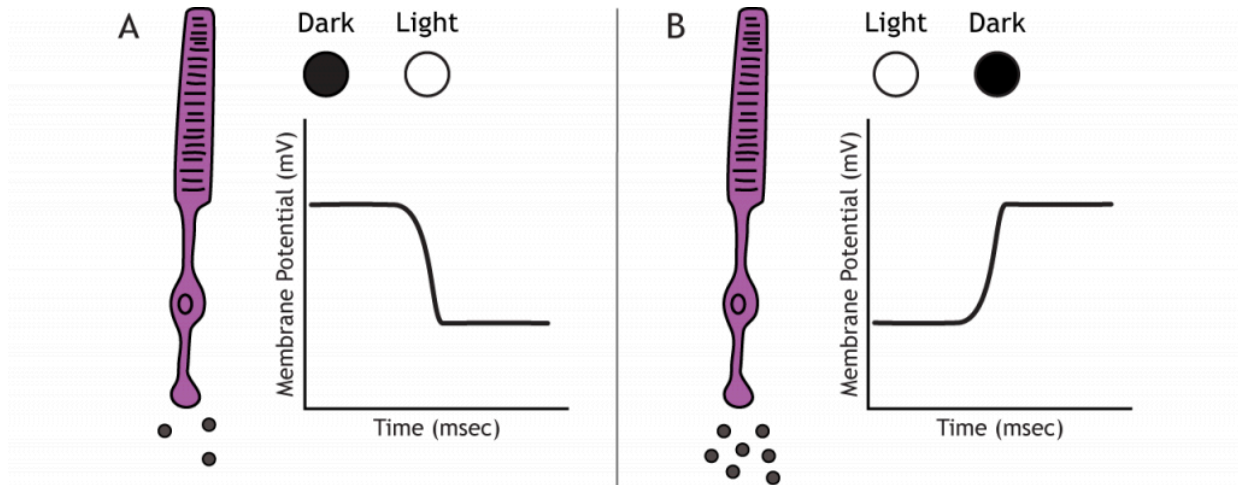 A
Dark Light
Membrane Potential (mV)
Time (msec)
B
Light Dark
Membrane Potential (mV)
Time (msec)